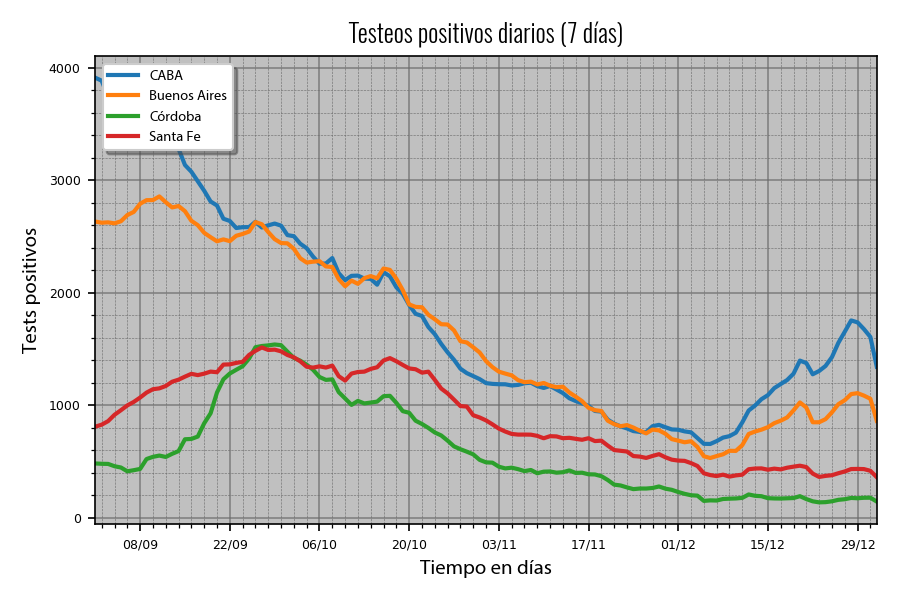 Testeos positivos diarios (7 días)
CABA
Buenos Aires
Córdoba
Santa Fe
Tests positivos
4000
3000
2000
1000
0
08/09 22/09 06/10 20/10 03/11 17/11 01/12 15/12 29/12
Tiempo en días